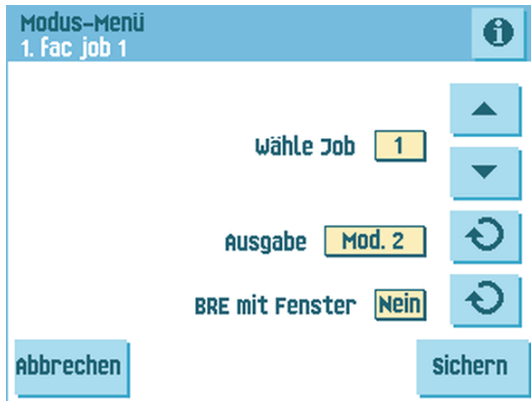 Modus-Menü
1. Fac job 1
Wähle Job 1
Ausgabe Mod. 2
BRE mit Fenster Nein
Abbrechen
Sichern